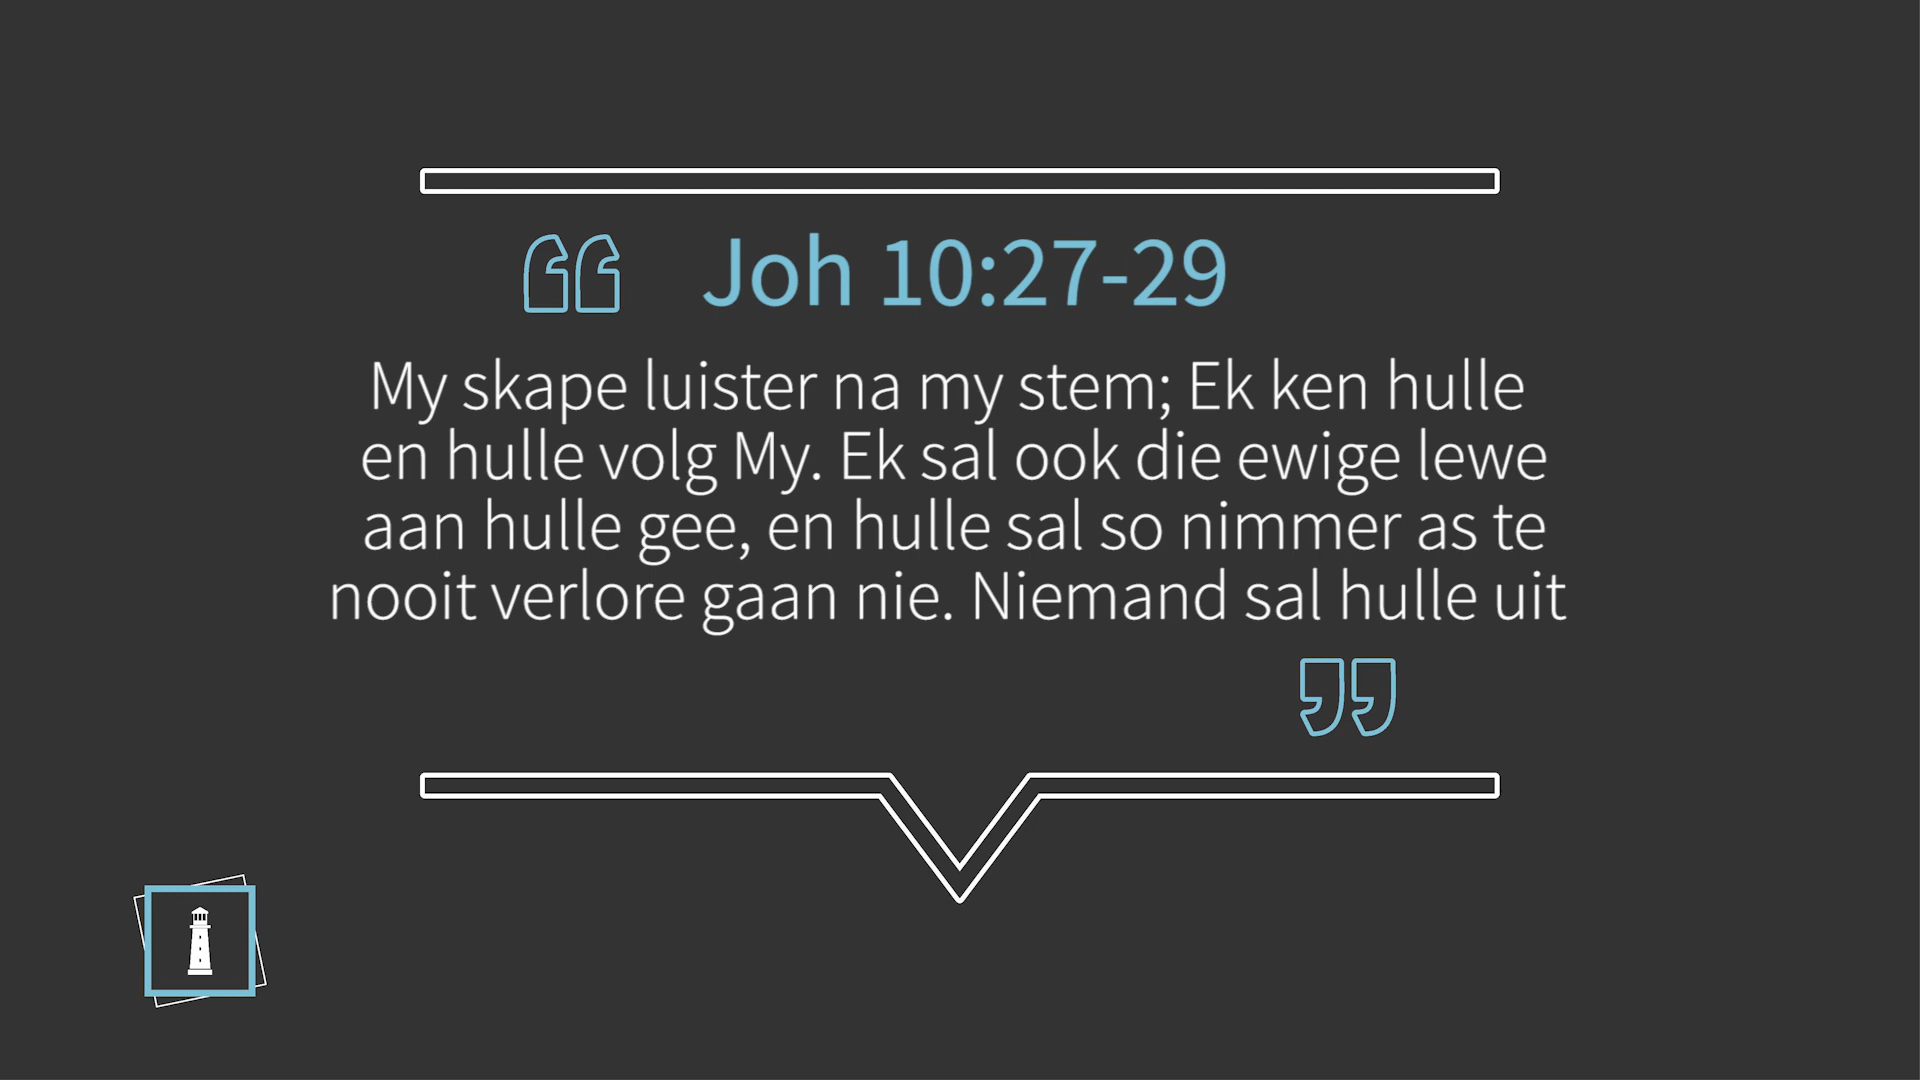 Joh 10:27-29
My skape luister na my stem; Ek ken hulle
en hulle volg My. Ek sal ook die ewige lewe
aan hulle gee, en hulle sal so nimmer as te
nooit verlore gaan nie. Niemand sal hulle uit